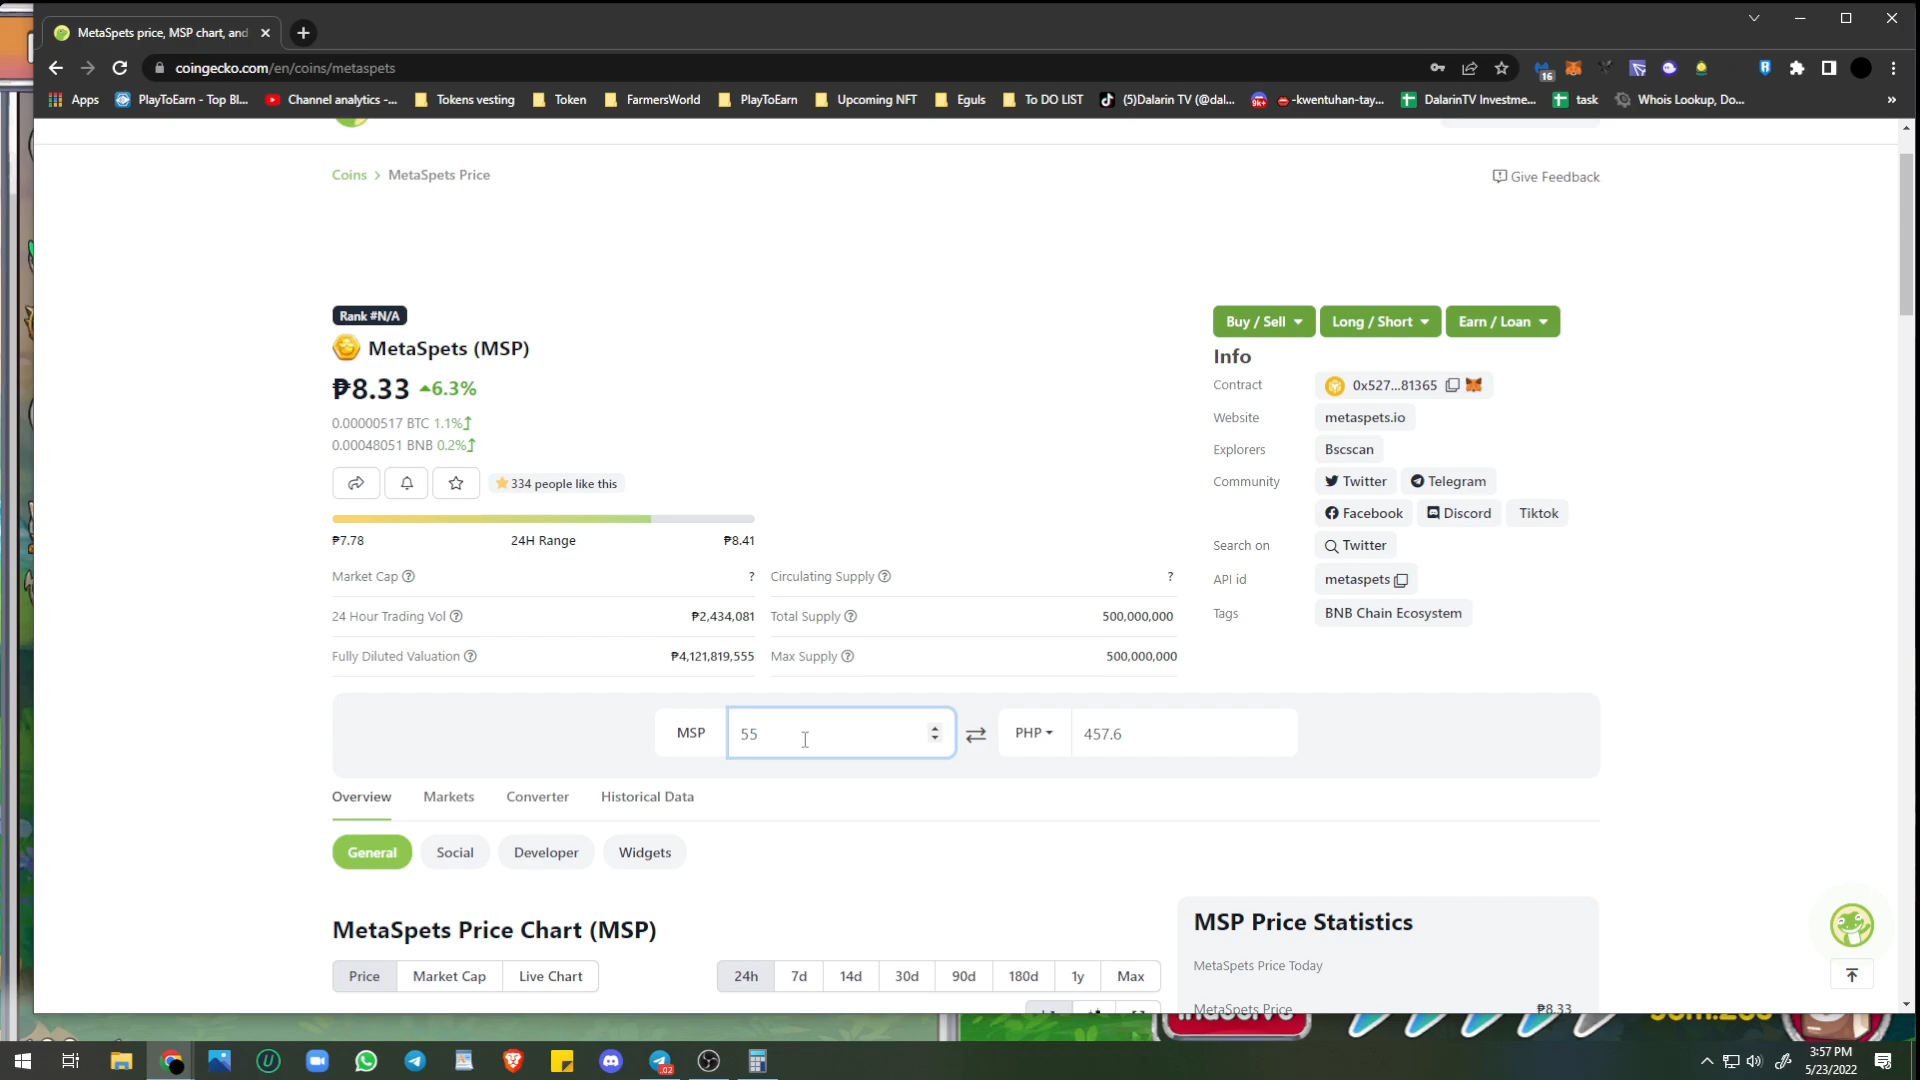 MetaSpets price, MSP chart, and
coingecko.com/en/coins/metaspets
16
Apps
PlayToEarn - Top Bl...
Channel analytics -...
Tokens vesting
Token
FarmersWorld
PlayToEarn
Upcoming NFT
Eguls
To DO LIST
(5)Dalarin TV (@dal...
9k+
-kwentuhan-tay...
DalarinTV Investme...
task
Whois Lookup, Do...
»
Coins > MetaSpets Price
Give Feedback
Rank #N/A
MetaSpets (MSP)
₱8.33 6.3%
0.00000517 BTC 1.1%
0.00048051 BNB 0.2%
334 people like this
₱7.78 24H Range ₱8.41
Market Cap ?
Circulating Supply ?
24 Hour Trading Vol ₱2,434,081
Total Supply 500,000,000
Fully Diluted Valuation ₱4,121,819,555
Max Supply 500,000,000
Buy / Sell
Long / Short
Earn / Loan
Info
Contract 0x527...81365
Website metaspets.io
Explorers Bscscan
Community Twitter Telegram
Facebook Discord Tiktok
Search on Twitter
API id metaspets
Tags BNB Chain Ecosystem
MSP 55 PHP 457.6
Overview Markets Converter Historical Data
General Social Developer Widgets
MetaSpets Price Chart (MSP)
Price Market Cap Live Chart
24h 7d 14d 30d 90d 180d 1y Max
MSP Price Statistics
MetaSpets Price Today
MetaSpets Price ₱8.33
.02
3:57 PM
5/23/2022